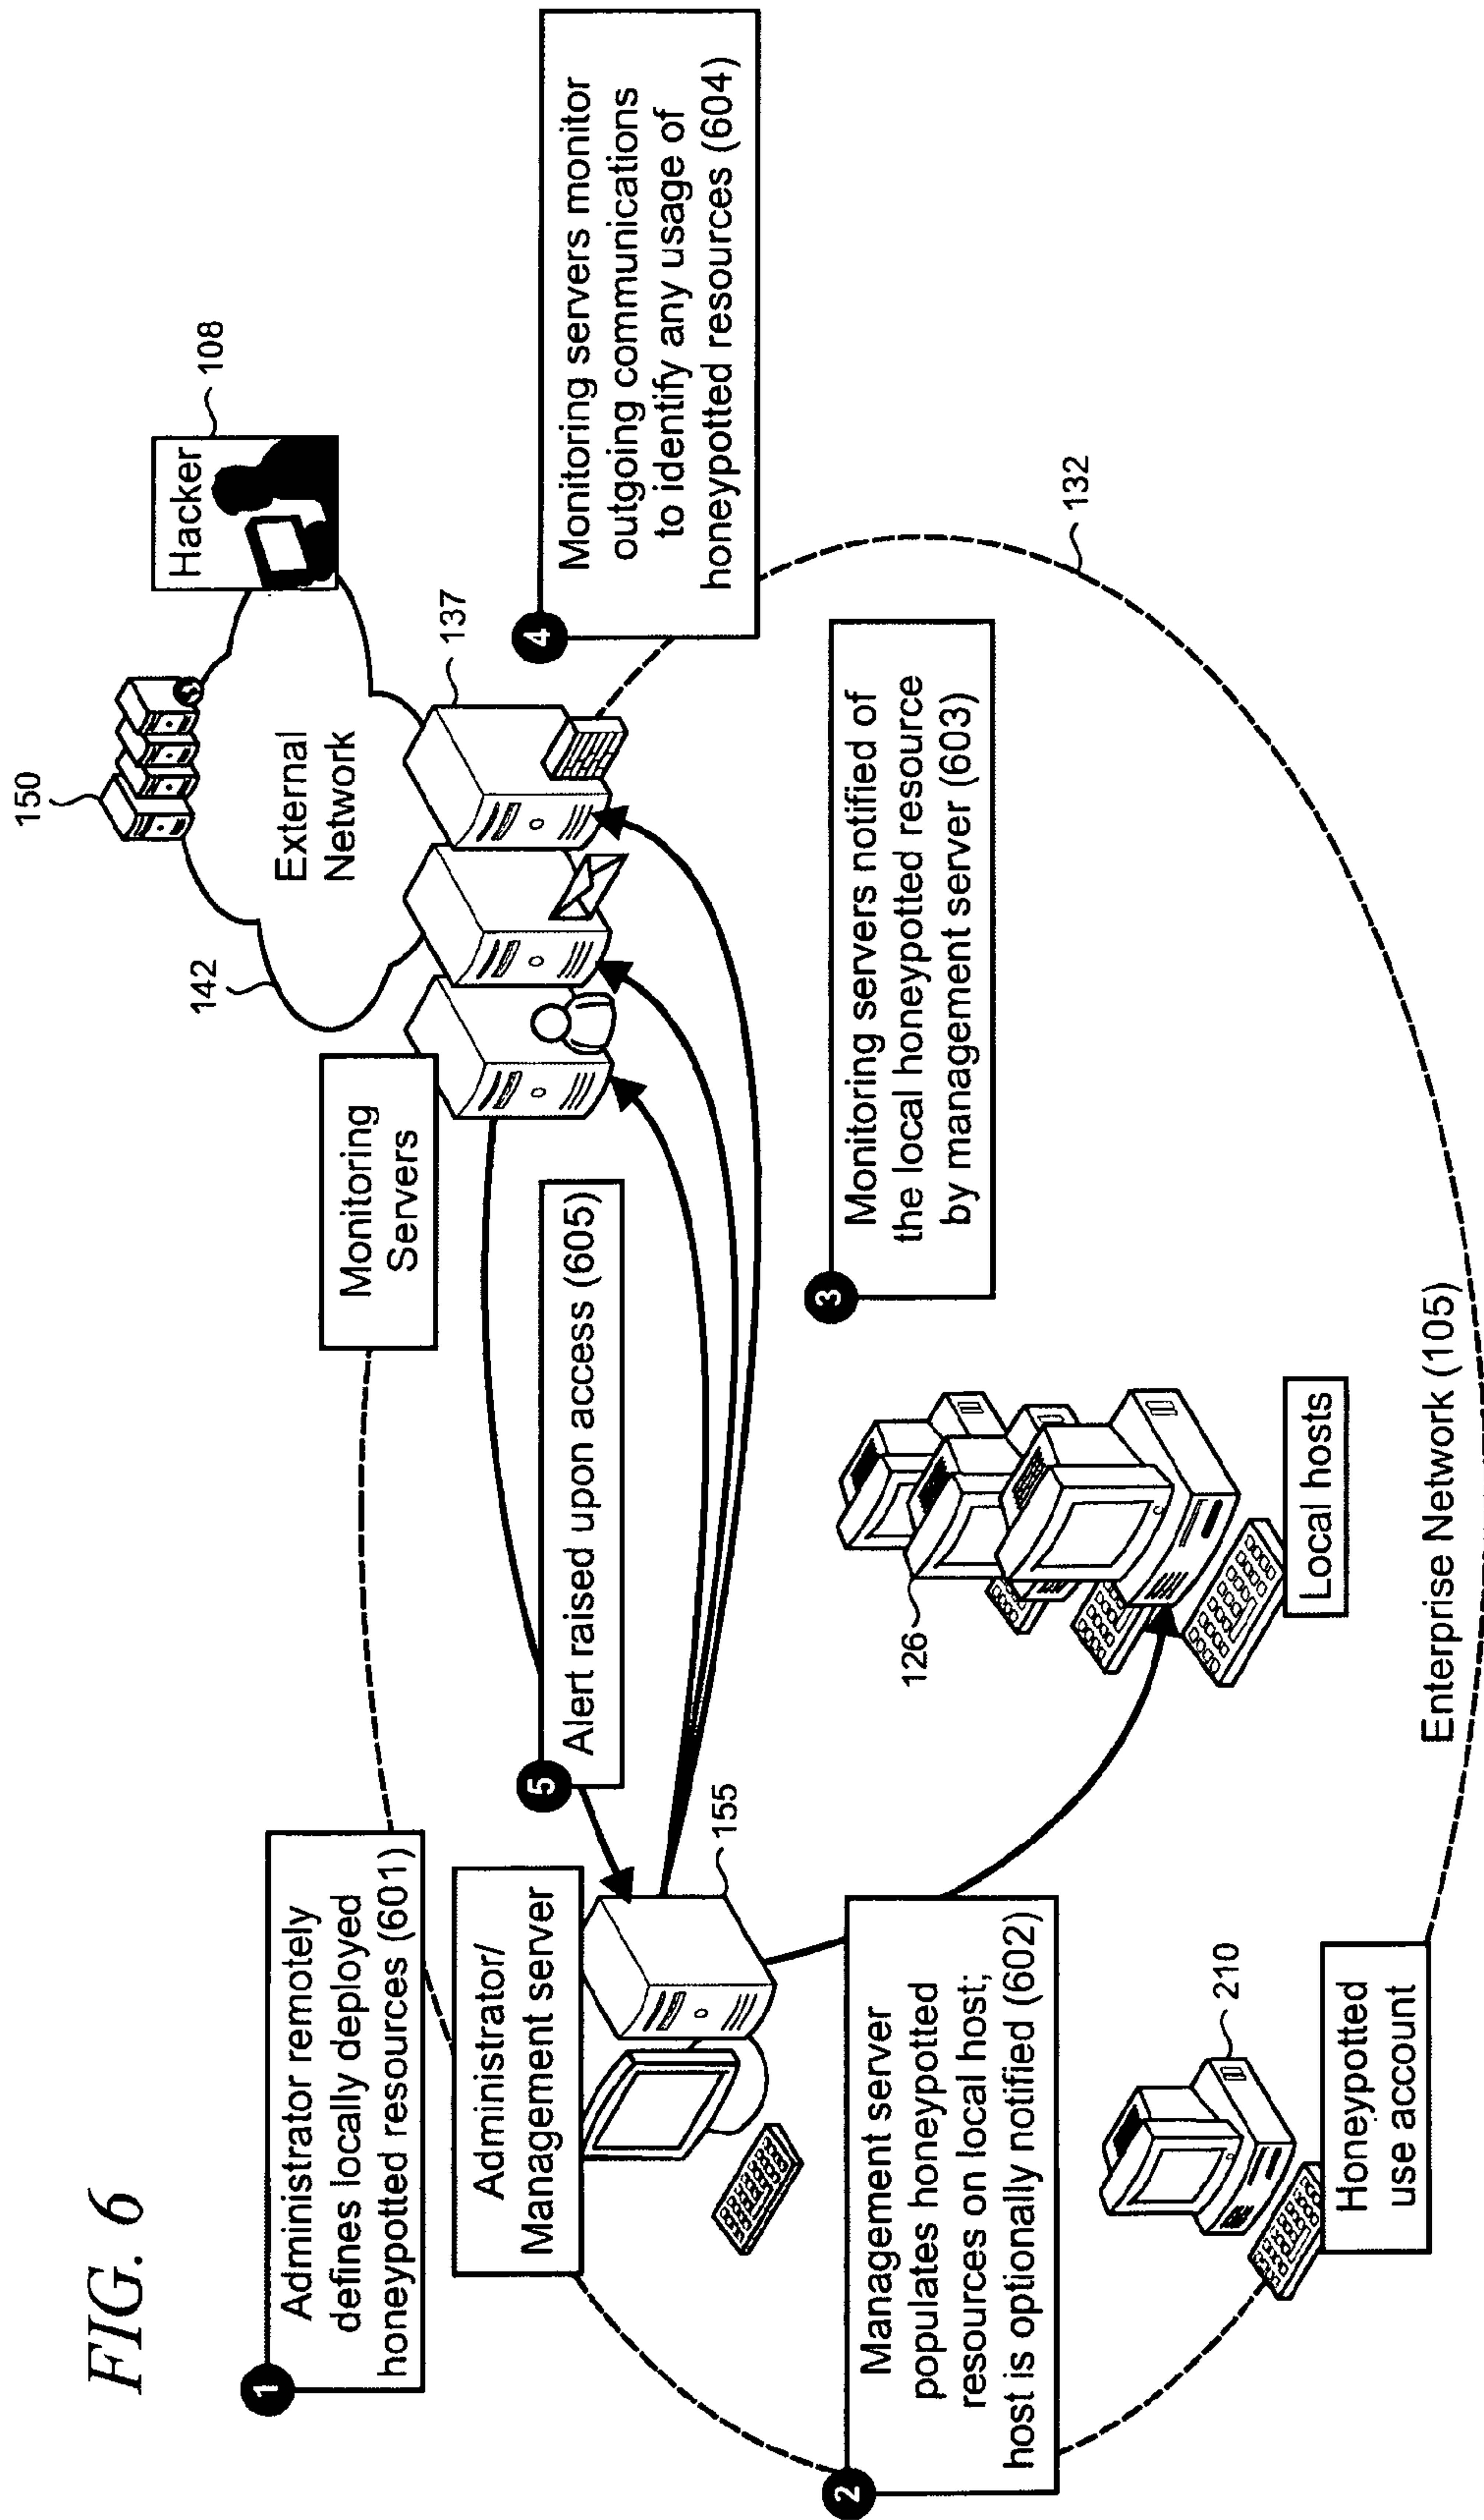 FIG. 6
1
Administrator remotely
defines locally deployed
honeypotted resources (601)
Administrator/
Management server
155
2
Management server
populates honeypotted
resources on local host;
host is optionally notified (602)
210
Honeypotted
use account
5
Alert raised upon access (605)
Monitoring
Servers
142
150
External
Network
Hacker
108
137
4
Monitoring servers monitor
outgoing communications
to identify any usage of
honeypotted resources (604)
3
Monitoring servers notified of
the local honeypotted resource
by management server (603)
132
126
Local hosts
Enterprise Network (105)